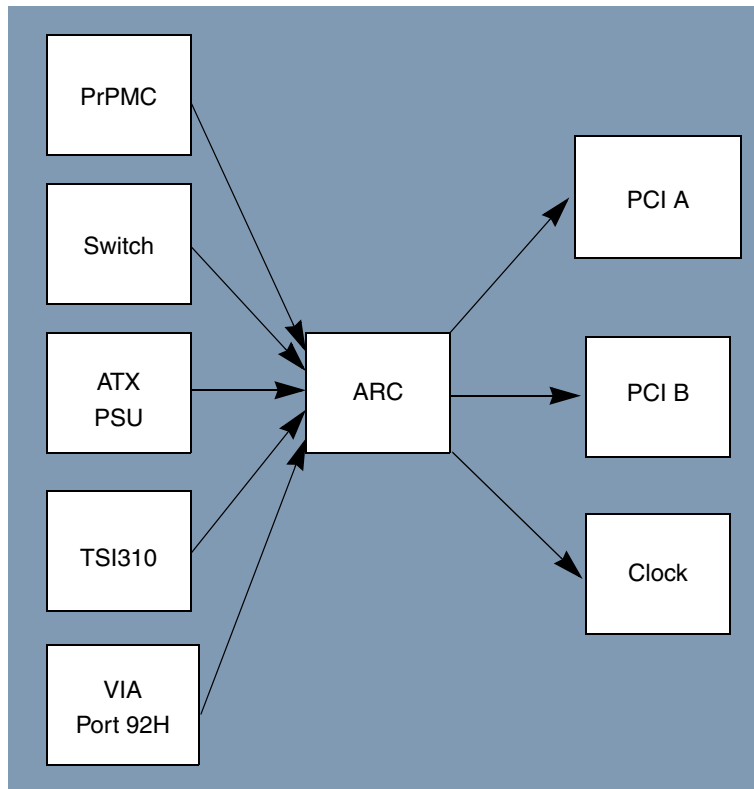 PrPMC
Switch
ATX
PSU
TSI310
VIA
Port 92H
ARC
PCI A
PCI B
Clock